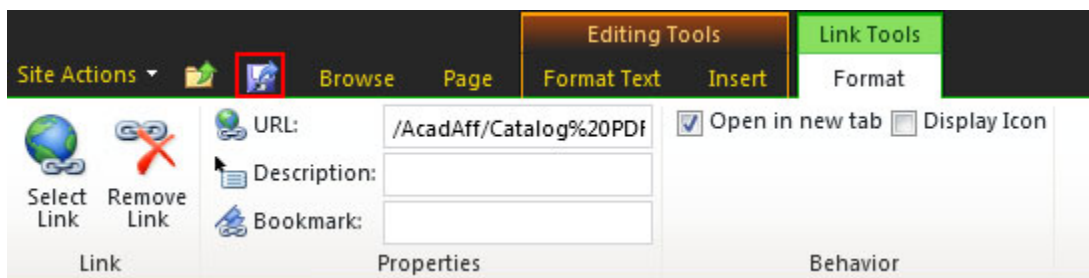 Editing Tools Link Tools
Site Actions Browse Page Format Text Insert Format
URL: /AcadAff/Catalog%20PDF Open in new tab Display Icon
Description:
Select Link Remove Link
Bookmark:
Link Properties Behavior